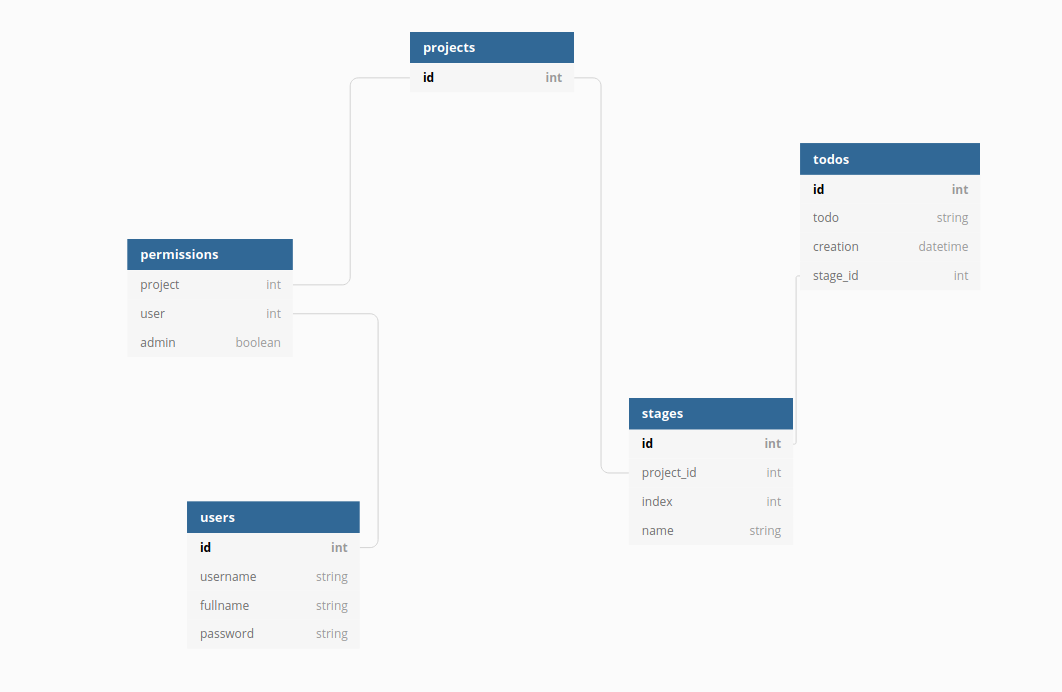 projects
id int
todos
id int
todo string
creation datetime
stage_id int
permissions
project int
user int
admin boolean
stages
id int
project_id int
index int
name string
users
id int
username string
fullname string
password string